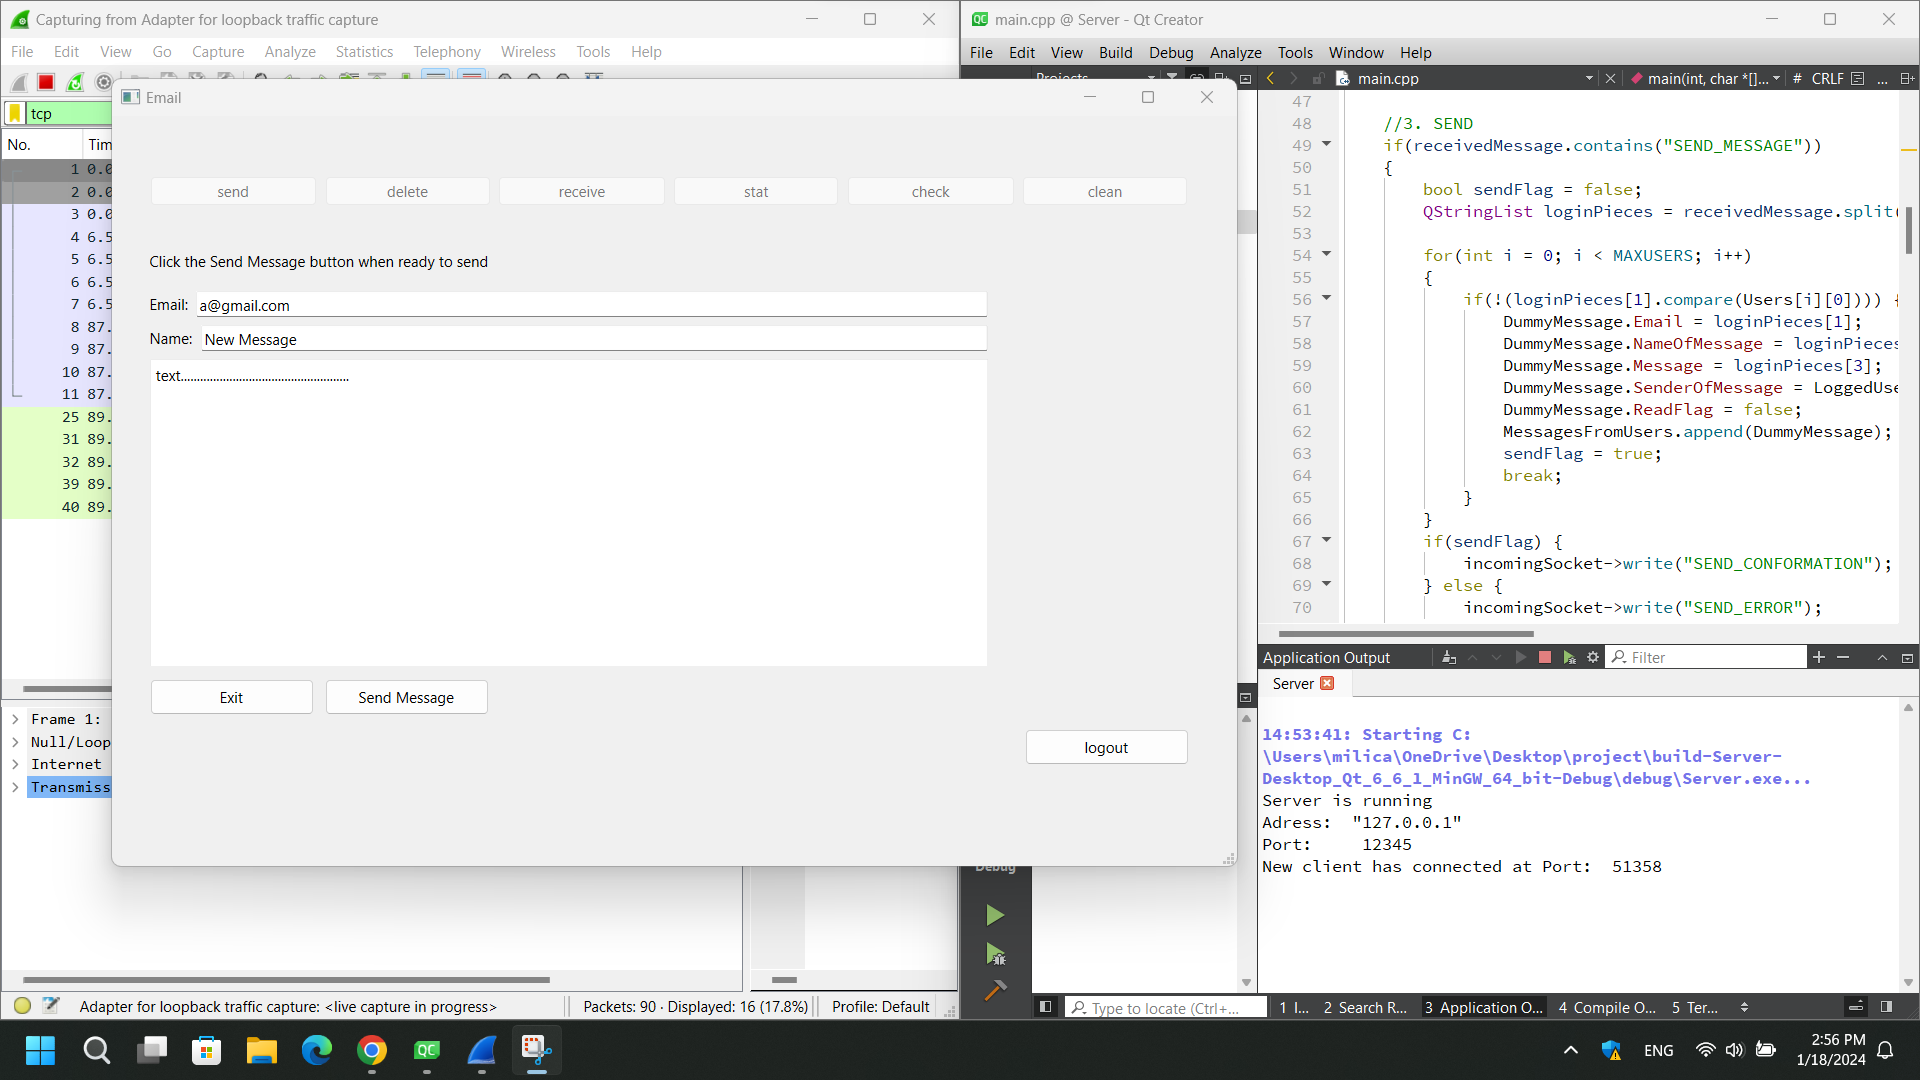 Capturing from Adapter for loopback traffic capture
File Edit View Go Capture Analyze Statistics Telephony Wireless Tools Help
tcp
No. Tim
1 0.0
2 0.0
3 0.0
4 6.5
5 6.5
6 6.5
7 6.5
8 87.
9 87.
10 87.
11 87.
25 89.
31 89.
32 89.
39 89.
40 89.
Frame 1:
Null/Loop
Internet
Transmiss
Adapter for loopback traffic capture: <live capture in progress>
Packets: 90 · Displayed: 16 (17.8%)
Profile: Default
Email
send
delete
receive
stat
check
clean
Click the Send Message button when ready to send
Email: a@gmail.com
Name: New Message
text....................................................
Exit
Send Message
logout
QC main.cpp @ Server - Qt Creator
File Edit View Build Debug Analyze Tools Window Help
Projects
main.cpp
main(int, char *[]...
# CRLF
...
47
48 //3. SEND
49 if(receivedMessage.contains("SEND_MESSAGE"))
50 {
51 bool sendFlag = false;
52 QStringList loginPieces = receivedMessage.split(
53
54 for(int i = 0; i < MAXUSERS; i++)
55 {
56 if(!(loginPieces[1].compare(Users[i][0]))) {
57 DummyMessage.Email = loginPieces[1];
58 DummyMessage.NameOfMessage = loginPieces
59 DummyMessage.Message = loginPieces[3];
60 DummyMessage.SenderOfMessage = LoggedUse
61 DummyMessage.ReadFlag = false;
62 MessagesFromUsers.append(DummyMessage);
63 sendFlag = true;
64 break;
65 }
66 }
67 if(sendFlag) {
68 incomingSocket->write("SEND_CONFORMATION");
69 } else {
70 incomingSocket->write("SEND_ERROR");
Application Output
Filter
Server
14:53:41: Starting C:
\Users\milica\OneDrive\Desktop\project\build-Server-
Desktop_Qt_6_6_1_MinGW_64_bit-Debug\debug\Server.exe...
Server is running
Adress: "127.0.0.1"
Port: 12345
New client has connected at Port: 51358
Debug
Type to locate (Ctrl+...
1 I... 2 Search R... 3 Application O... 4 Compile O... 5 Ter...
QC
ENG
2:56 PM
1/18/2024